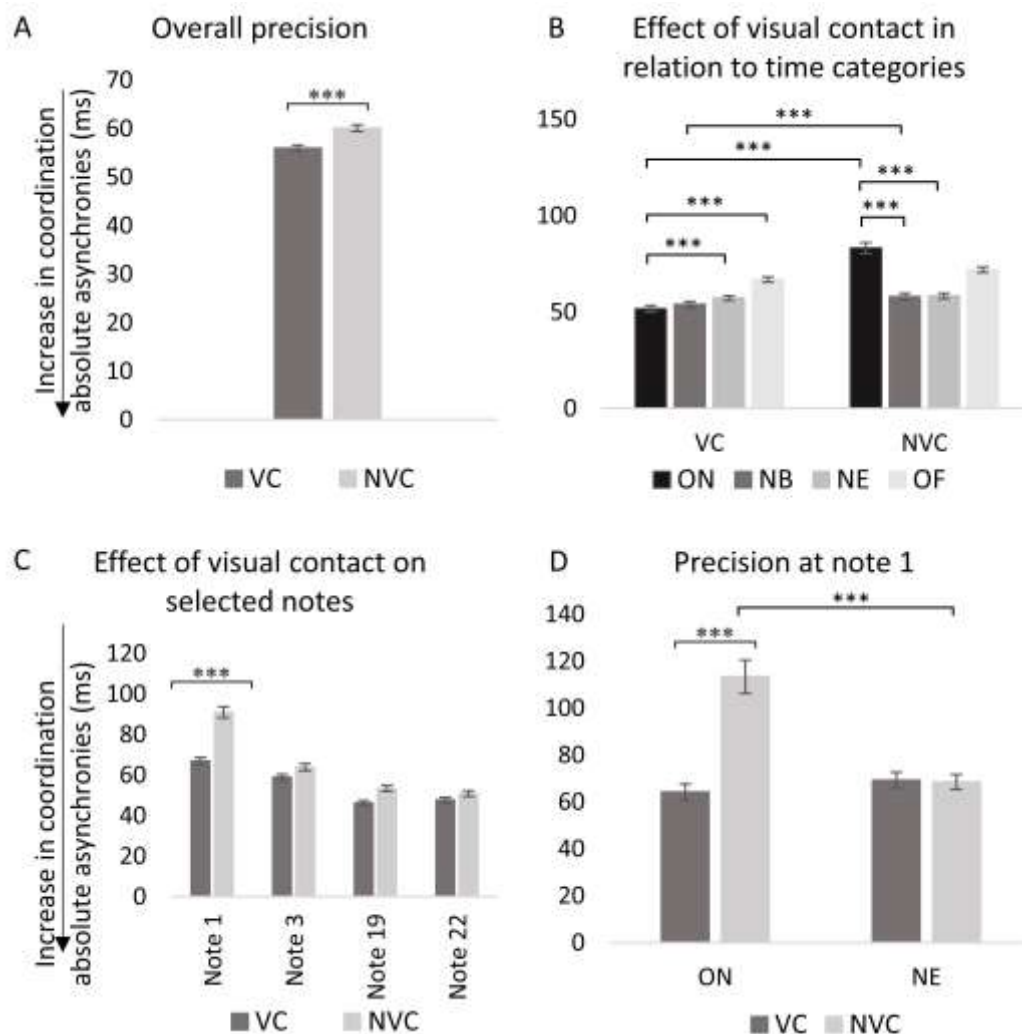 A
Overall precision
Increase in coordination
absolute asynchronies (ms)
70
60
50
40
30
20
10
0
***
VC NVC
B
Effect of visual contact in
relation to time categories
150
100
50
0
***
***
***
***
***
***
VC NVC
ON NB NE OF
C
Effect of visual contact on
selected notes
Increase in coordination
absolute asynchronies (ms)
120
100
80
60
40
20
0
***
Note 1
Note 3
Note 19
Note 22
VC NVC
D
Precision at note 1
140
120
100
80
60
40
20
0
***
***
ON NE
VC NVC